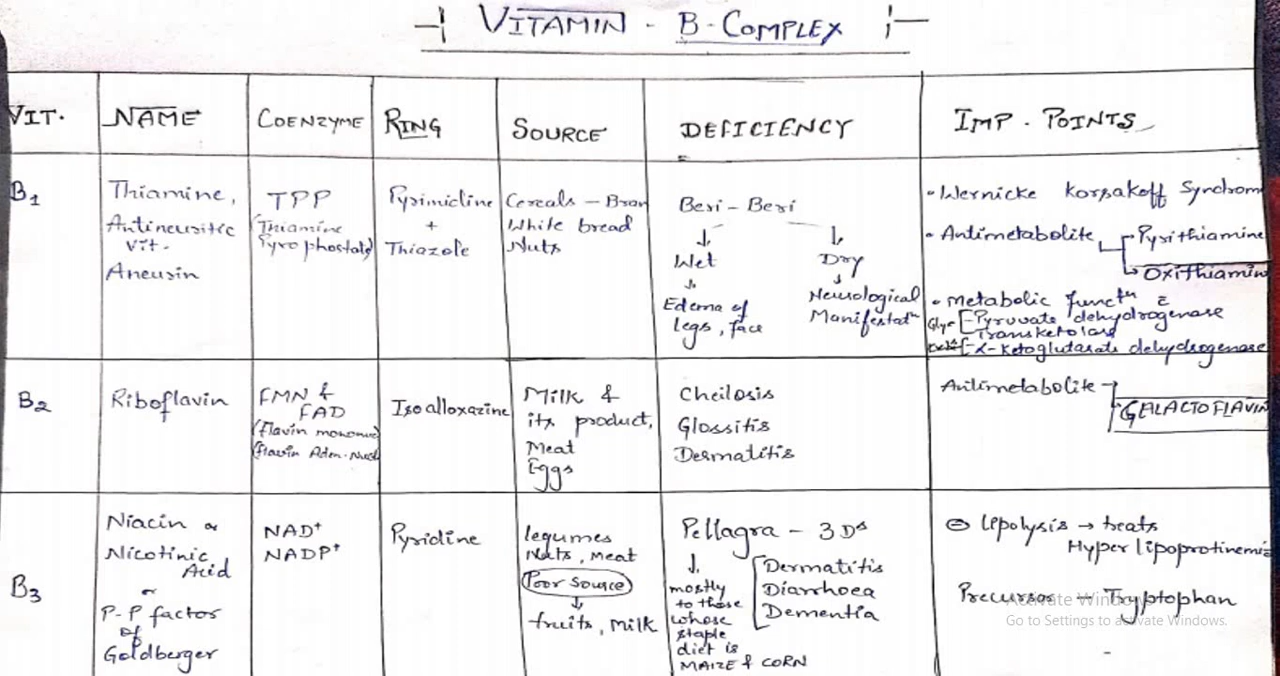 VITAMIN - B-COMPLEX
VIT.
NAME
COENZYME
RING
SOURCE
DEFICIENCY
IMP. POINTS
B1
Thiamine,
Antineuritic
Vit.
Aneurin
TPP
(Thiamine
Pyrophosphate)
Pyrimidine
+
Thiazole
Cereals - Bran
White bread
Nuts
Beri-Beri
↓
Wet
↓
Edema of
legs, face
↓
Dry
↓
Neurological
Manifestatn
• Wernicke Korsakoff Syndrom
• Antimetabolite
Pyrithiamine
Oxithiamin
• Metabolic functn c̄
Pyruvate dehydrogenase
Transketolase
α-Ketoglutarate dehydrogenase
B2
Riboflavin
FMN &
FAD
(Flavin mononuc
(Flavin Aden. Nucl
Isoalloxazine
Milk &
its product,
Meat
Eggs
Cheilosis
Glossitis
Dermatitis
Antimetabolite
GALACTOFLAVIN
B3
Niacin or
Nicotinic
Acid
or
P-P factor
of
Goldberger
NAD+
NADP+
Pyridine
legumes
Nuts, Meat
Poor Source
↓
fruits, Milk
Pellagra - 3Ds
↓
mostly
to those
whose
staple
diet is
MAIZE & CORN
Dermatitis
Diarrhoea
Dementia
⊖ Lipolysis → treats
Hyper lipoprotinemia
Precursor - Tryptophan
Activate Windows
Go to Settings to activate Windows.